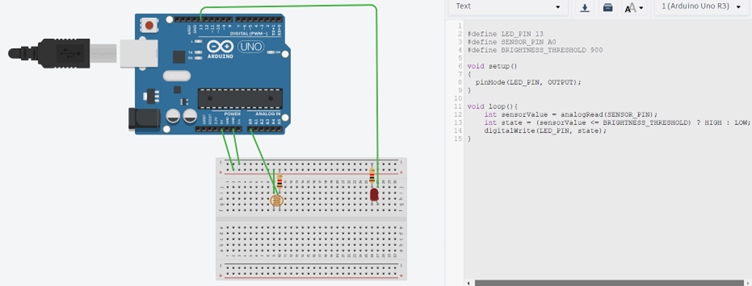 Text
1 (Arduino Uno R3)
DIGITAL (PWM~)
UNO
ARDUINO
POWER
ANALOG IN
1
2 #define LED_PIN 13
3 #define SENSOR_PIN A0
4 #define BRIGHTNESS_THRESHOLD 900
5
6 void setup()
7 {
8 pinMode(LED_PIN, OUTPUT);
9 }
10
11 void loop(){
12 int sensorValue = analogRead(SENSOR_PIN);
13 int state = (sensorValue <= BRIGHTNESS_THRESHOLD) ? HIGH : LOW;
14 digitalWrite(LED_PIN, state);
15 }